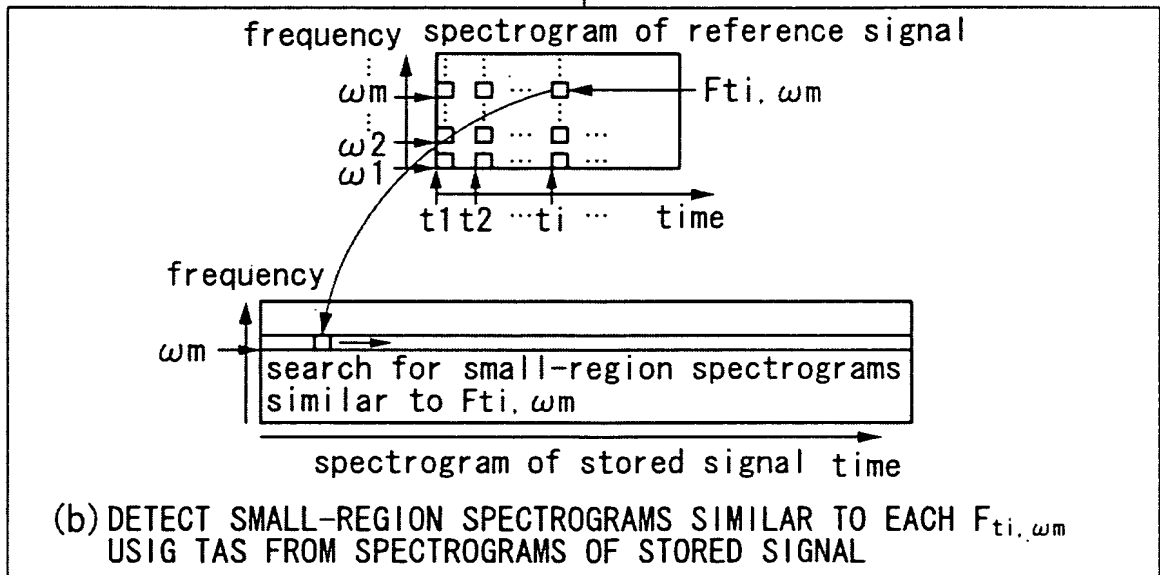 frequency spectrogram of reference signal
⋮
ωm Fti, ωm
⋮
ω2
ω1
t1 t2 ⋯ ti ⋯ time
frequency
ωm
search for small-region spectrograms
similar to Fti, ωm
spectrogram of stored signal time
(b) DETECT SMALL-REGION SPECTROGRAMS SIMILAR TO EACH Fti, ωm
USIG TAS FROM SPECTROGRAMS OF STORED SIGNAL